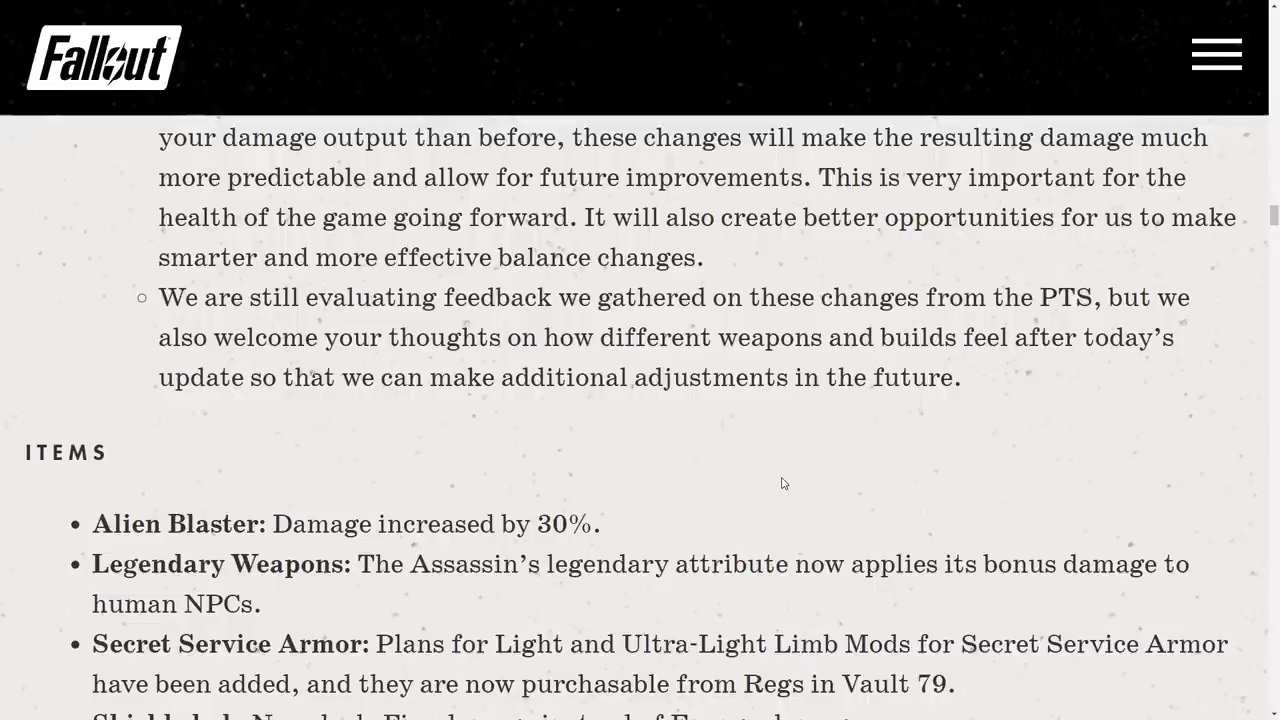 Fallout
your damage output than before, these changes will make the resulting damage much
more predictable and allow for future improvements. This is very important for the
health of the game going forward. It will also create better opportunities for us to make
smarter and more effective balance changes.
○ We are still evaluating feedback we gathered on these changes from the PTS, but we
also welcome your thoughts on how different weapons and builds feel after today’s
update so that we can make additional adjustments in the future.
ITEMS
• Alien Blaster: Damage increased by 30%.
• Legendary Weapons: The Assassin’s legendary attribute now applies its bonus damage to
human NPCs.
• Secret Service Armor: Plans for Light and Ultra-Light Limb Mods for Secret Service Armor
have been added, and they are now purchasable from Regs in Vault 79.